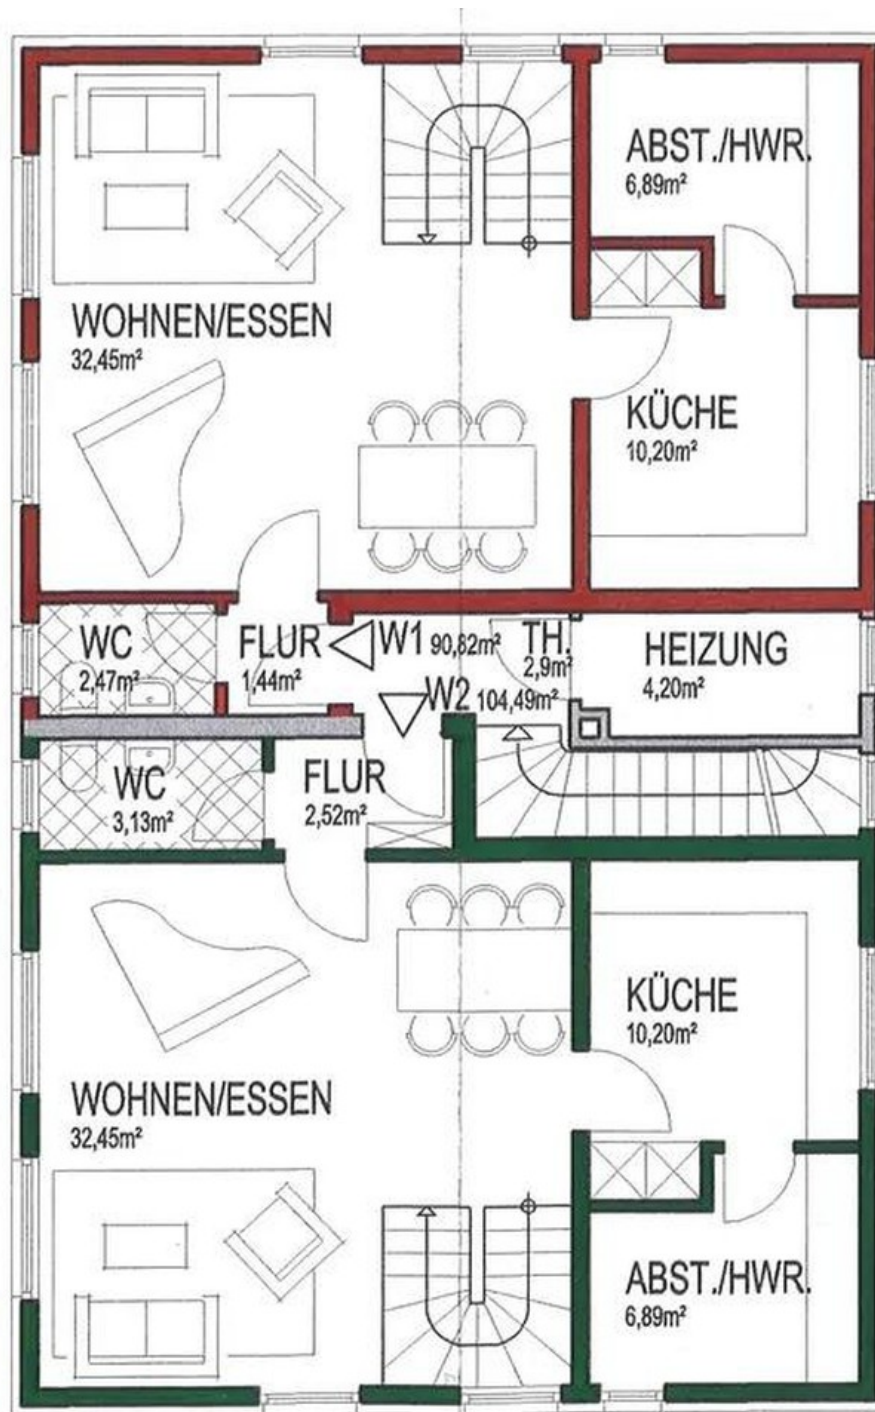 ABST./HWR.
6,89m²
WOHNEN/ESSEN
32,45m²
KÜCHE
10,20m²
WC
2,47m²
FLUR
1,44m²
W1 90,62m²
TH.
2,9m²
HEIZUNG
4,20m²
W2 104,49m²
WC
3,13m²
FLUR
2,52m²
KÜCHE
10,20m²
WOHNEN/ESSEN
32,45m²
ABST./HWR.
6,89m²